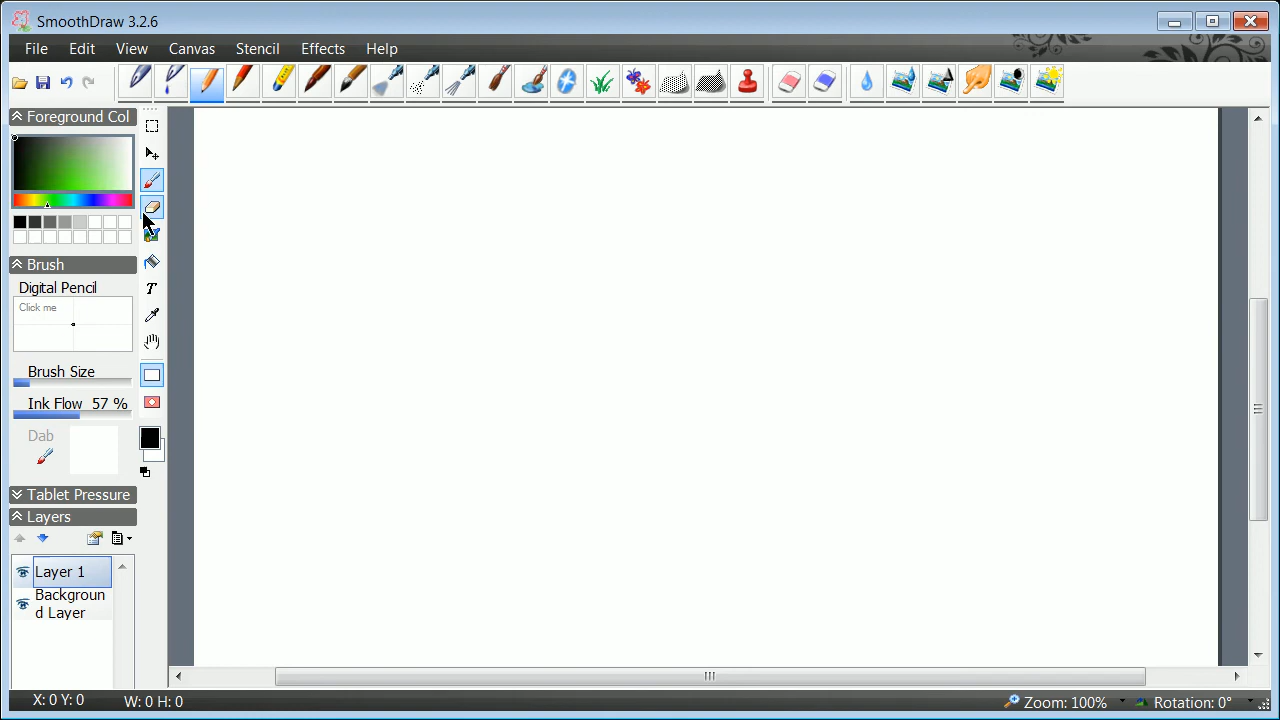 SmoothDraw 3.2.6
File Edit View Canvas Stencil Effects Help
Foreground Col
Brush
Digital Pencil
Click me
Brush Size
Ink Flow 57 %
Dab
Tablet Pressure
Layers
Layer 1
Backgroun
d Layer
X: 0 Y: 0 W: 0 H: 0 Zoom: 100% Rotation: 0°